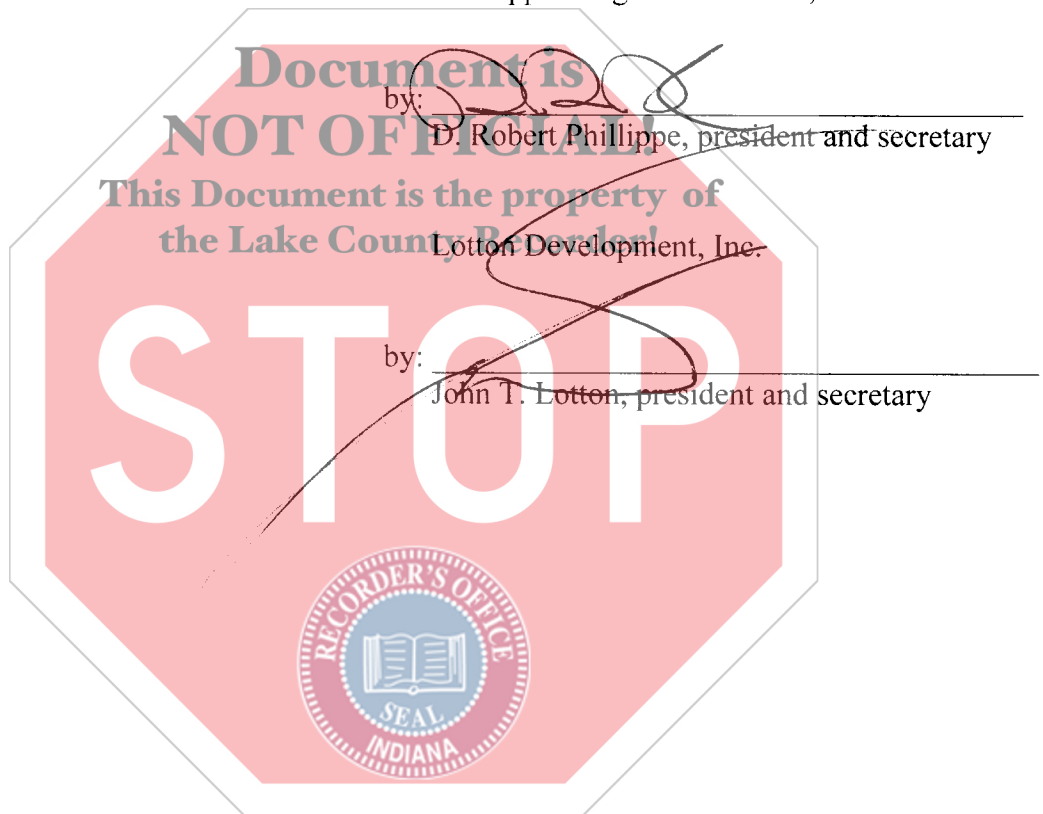 Document is
by:
NOT OFFICIAL!
D. Robert Phillippe, president and secretary
This Document is the property of
the Lake County Recorder!
Lotton Development, Inc.
by:
John T. Lotton, president and secretary
STOP
RECORDER'S OFFICE
SEAL
INDIANA